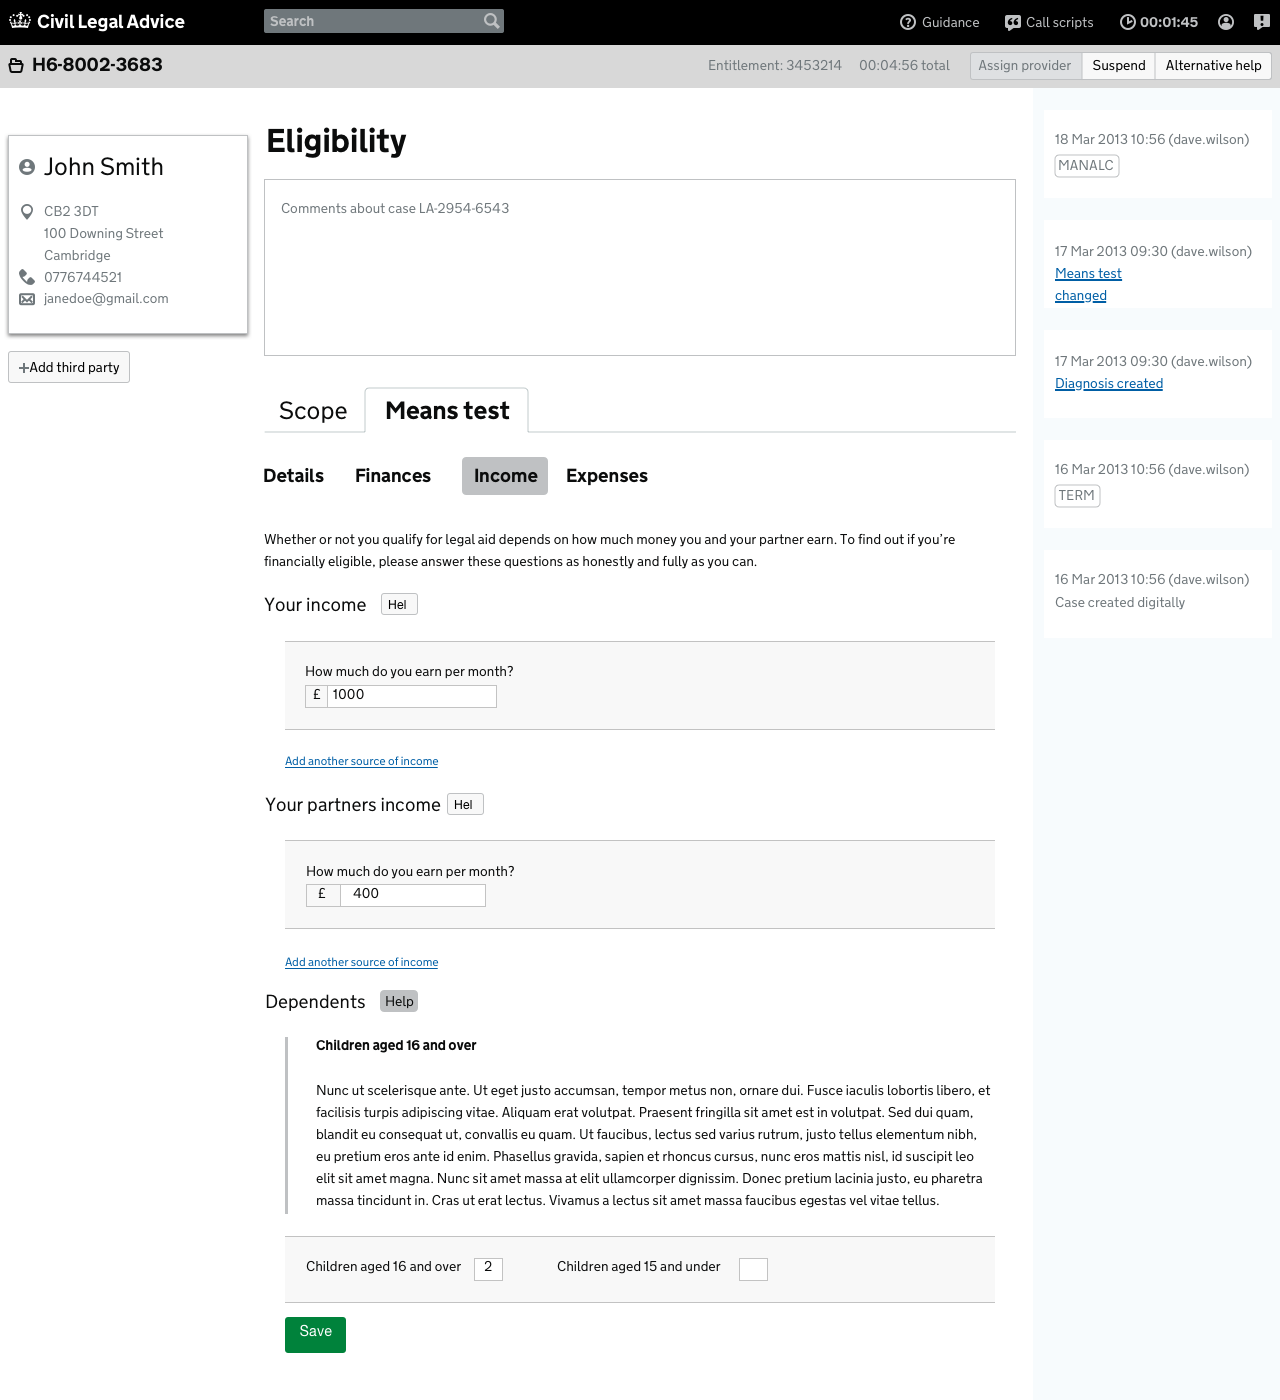 Civil Legal Advice
Search
Guidance
Call scripts
00:01:45
H6-8002-3683
Entitlement: 3453214
00:04:56 total
Assign provider
Suspend
Alternative help
John Smith
CB2 3DT
100 Downing Street
Cambridge
0776744521
janedoe@gmail.com
+Add third party
Eligibility
Comments about case LA-2954-6543
Scope
Means test
Details
Finances
Income
Expenses
Whether or not you qualify for legal aid depends on how much money you and your partner earn. To find out if you're
financially eligible, please answer these questions as honestly and fully as you can.
Your income
Hel
How much do you earn per month?
£ 1000
Add another source of income
Your partners income
Hel
How much do you earn per month?
£ 400
Add another source of income
Dependents
Help
Children aged 16 and over
Nunc ut scelerisque ante. Ut eget justo accumsan, tempor metus non, ornare dui. Fusce iaculis lobortis libero, et
facilisis turpis adipiscing vitae. Aliquam erat volutpat. Praesent fringilla sit amet est in volutpat. Sed dui quam,
blandit eu consequat ut, convallis eu quam. Ut faucibus, lectus sed varius rutrum, justo tellus elementum nibh,
eu pretium eros ante id enim. Phasellus gravida, sapien et rhoncus cursus, nunc eros mattis nisl, id suscipit leo
elit sit amet magna. Nunc sit amet massa at elit ullamcorper dignissim. Donec pretium lacinia justo, eu pharetra
massa tincidunt in. Cras ut erat lectus. Vivamus a lectus sit amet massa faucibus egestas vel vitae tellus.
Children aged 16 and over
2
Children aged 15 and under
Save
18 Mar 2013 10:56 (dave.wilson)
MANALC
17 Mar 2013 09:30 (dave.wilson)
Means test
changed
17 Mar 2013 09:30 (dave.wilson)
Diagnosis created
16 Mar 2013 10:56 (dave.wilson)
TERM
16 Mar 2013 10:56 (dave.wilson)
Case created digitally